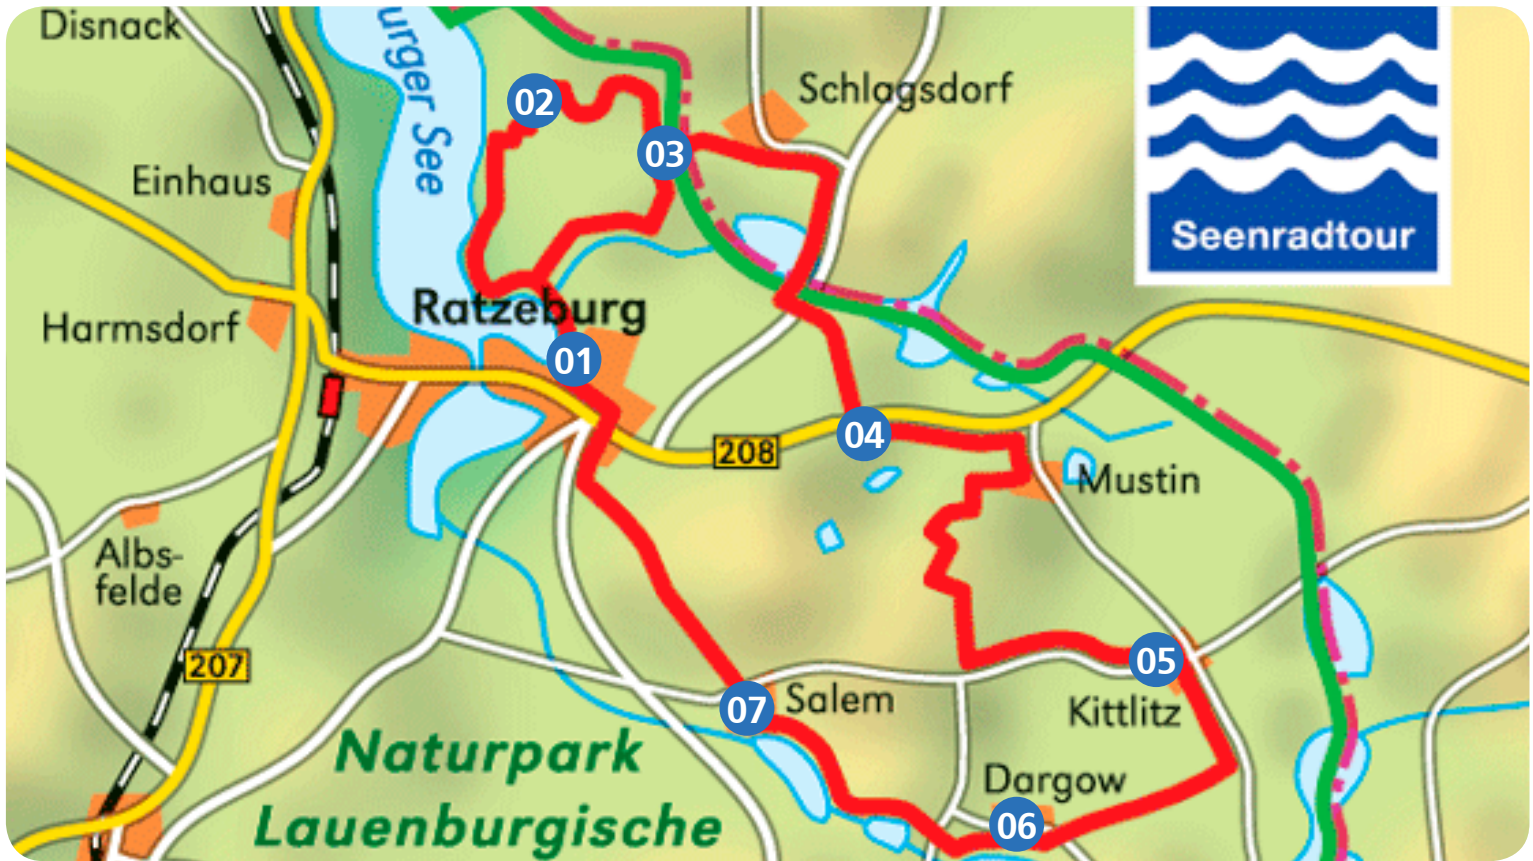 Disnack
urger See
02
Schlagsdorf
03
Einhaus
Seenradtour
Ratzeburg
Harmsdorf
01
04
208
Mustin
Albs-
felde
207
05
07
Salem
Kittlitz
Naturpark
Dargow
Lauenburgische
06